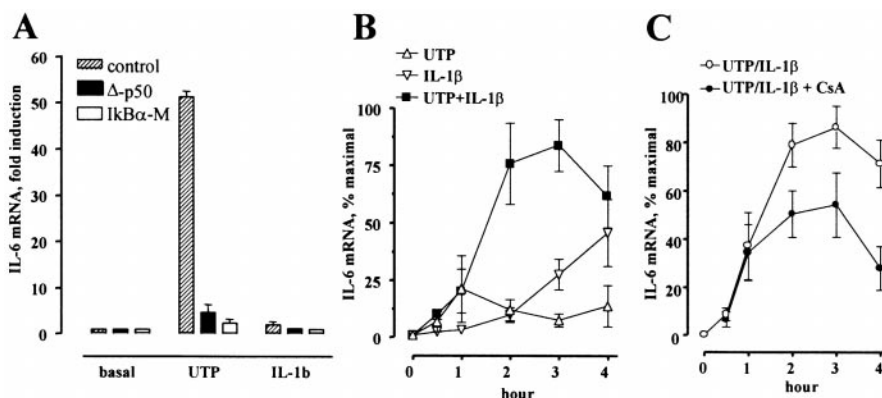 A
IL-6 mRNA, fold induction
60
50
40
30
20
10
0
control
Δ-p50
IkBα-M
basal UTP IL-1b
B
UTP
IL-1β
UTP+IL-1β
IL-6 mRNA, % maximal
100
75
50
25
0
0 1 2 3 4
hour
C
UTP/IL-1β
UTP/IL-1β + CsA
IL-6 mRNA, % maximal
100
80
60
40
20
0
0 1 2 3 4
hour